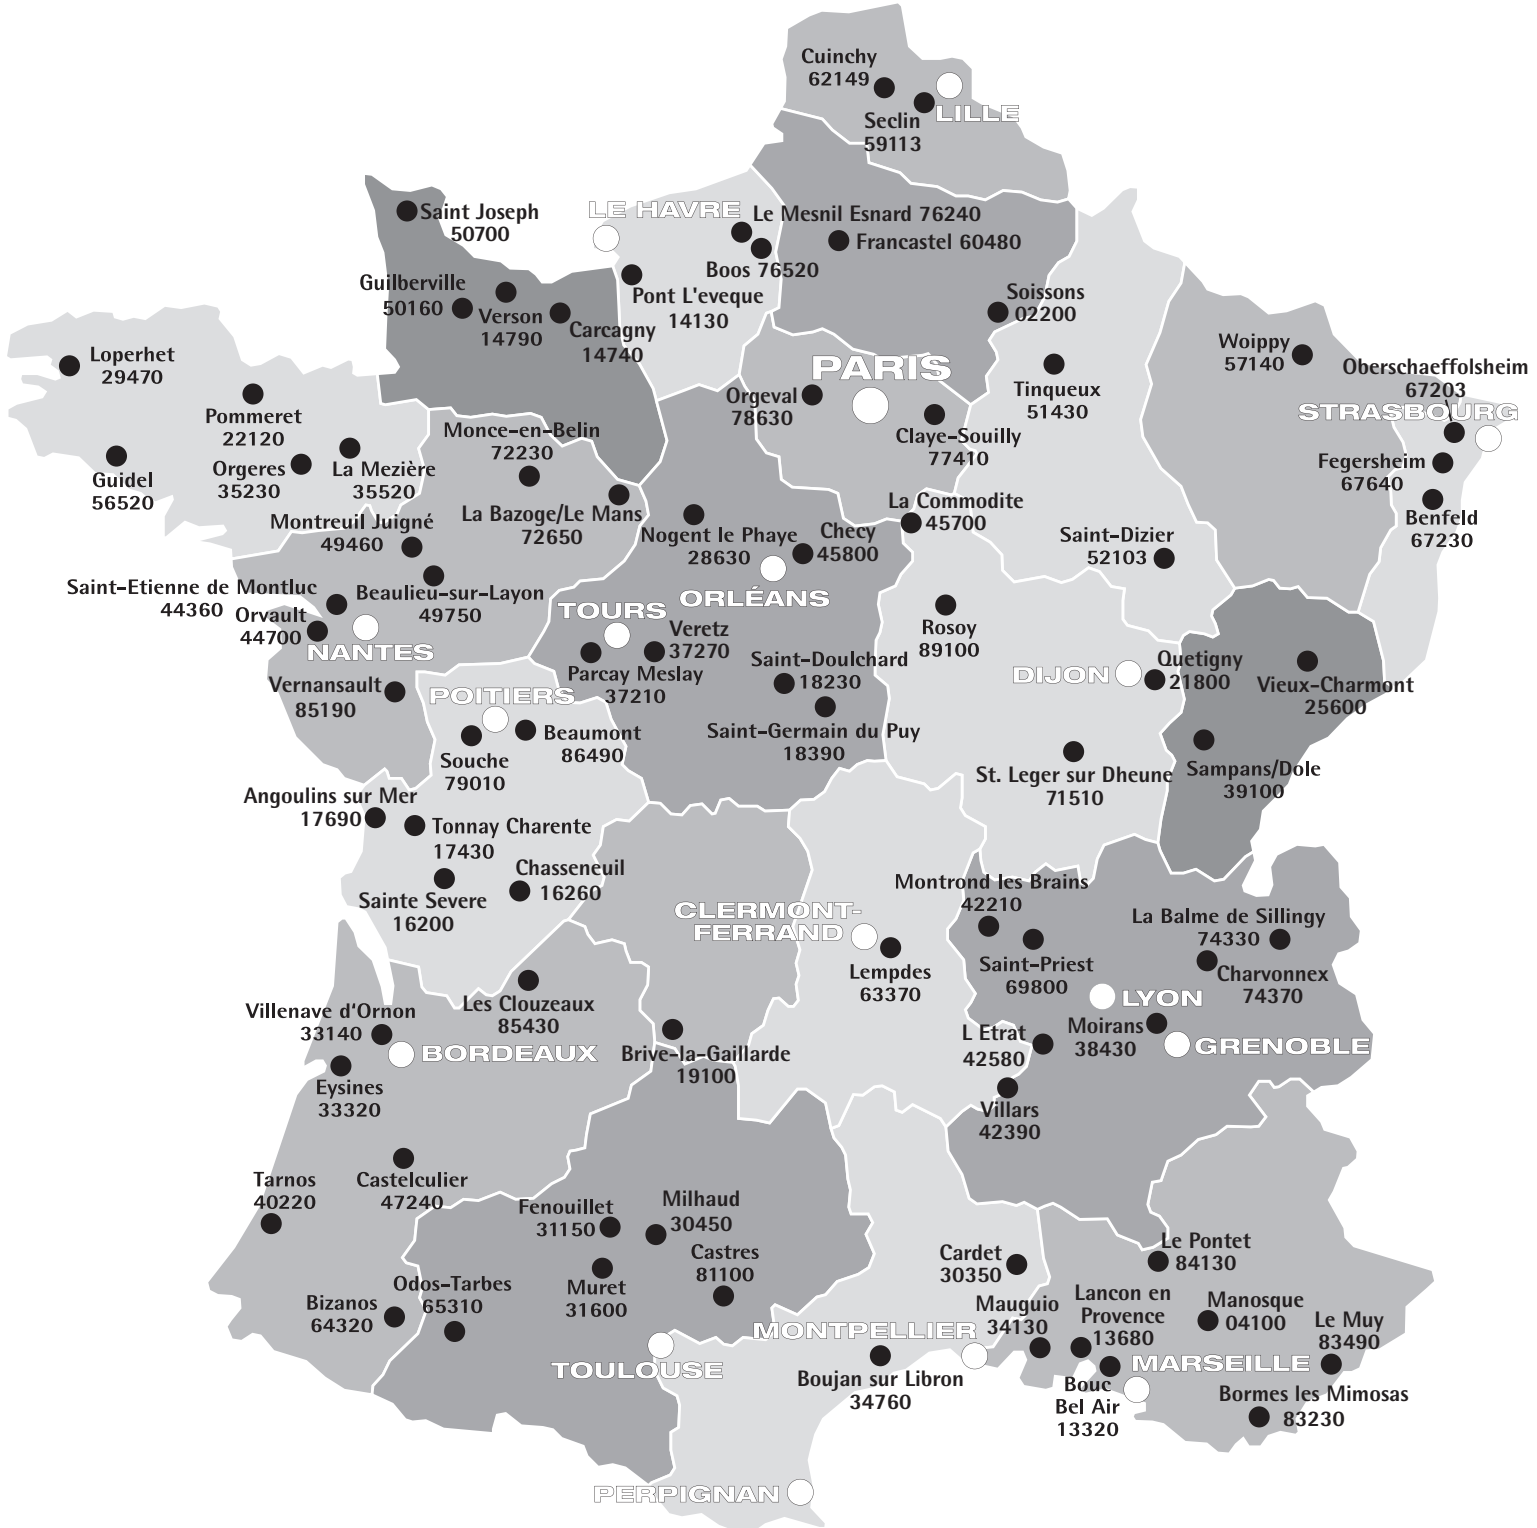 Cuinchy
62149
Seclin
59113
LILLE
Saint Joseph
50700
LE HAVRE
Le Mesnil Esnard 76240
Francastel 60480
Boos 76520
Guilberville
50160
Verson
14790
Carcagny
14740
Pont L'eveque
14130
Soissons
02200
Loperhet
29470
Pommeret
22120
Guidel
56520
Orgeres
35230
La Mezière
35520
PARIS
Orgeval
78630
Claye-Souilly
77410
Tinqueux
51430
Woippy
57140
Oberschaeffolsheim
67203
STRASBOURG
Fegersheim
67640
Benfeld
67230
Monce-en-Belin
72230
La Bazoge/Le Mans
72650
Montreuil Juigné
49460
Nogent le Phaye
28630
Checy
45800
La Commodite
45700
Saint-Dizier
52103
Saint-Etienne de Montluc
44360
Orvault
44700
NANTES
Beaulieu-sur-Layon
49750
TOURS
ORLÉANS
Veretz
37270
Parcay Meslay
37210
Rosoy
89100
DIJON
Quetigny
21800
Vieux-Charmont
25600
Vernansault
85190
POITIERS
Saint-Doulchard
18230
Saint-Germain du Puy
18390
Souche
79010
Beaumont
86490
St. Leger sur Dheune
71510
Sampans/Dole
39100
Angoulins sur Mer
17690
Tonnay Charente
17430
Chasseneuil
16260
Sainte Severe
16200
CLERMONT-
FERRAND
Lempdes
63370
Montrond les Brains
42210
Saint-Priest
69800
La Balme de Sillingy
74330
Charvonnex
74370
LYON
Les Clouzeaux
85430
Villenave d'Ornon
33140
BORDEAUX
Eysines
33320
Brive-la-Gaillarde
19100
L Etrat
42580
Moirans
38430
GRENOBLE
Villars
42390
Castelculier
47240
Tarnos
40220
Fenouillet
31150
Milhaud
30450
Castres
81100
Muret
31600
Odos-Tarbes
65310
Bizanos
64320
Cardet
30350
Le Pontet
84130
Mauguio
34130
Lancon en
Provence
13680
Manosque
04100
Le Muy
83490
MONTPELLIER
TOULOUSE
Boujan sur Libron
34760
MARSEILLE
Bouc
Bel Air
13320
Bormes les Mimosas
83230
PERPIGNAN